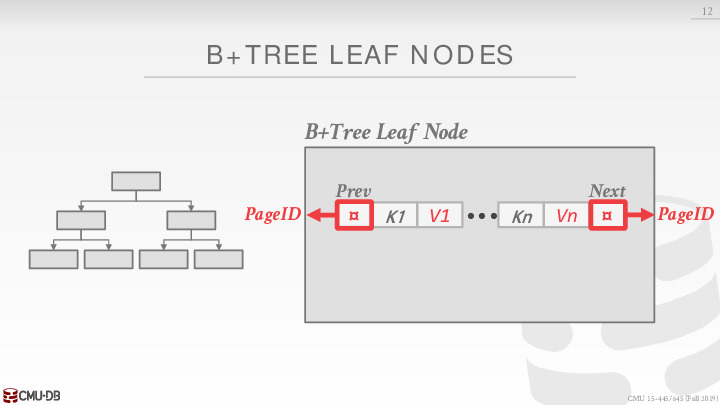 12
B+TREE LEAF NODES
B+Tree Leaf Node
Prev
Next
PageID ¤ K1 V1 ••• Kn Vn ¤ PageID
CMU·DB
CMU 15-445/645 (Fall 2019)